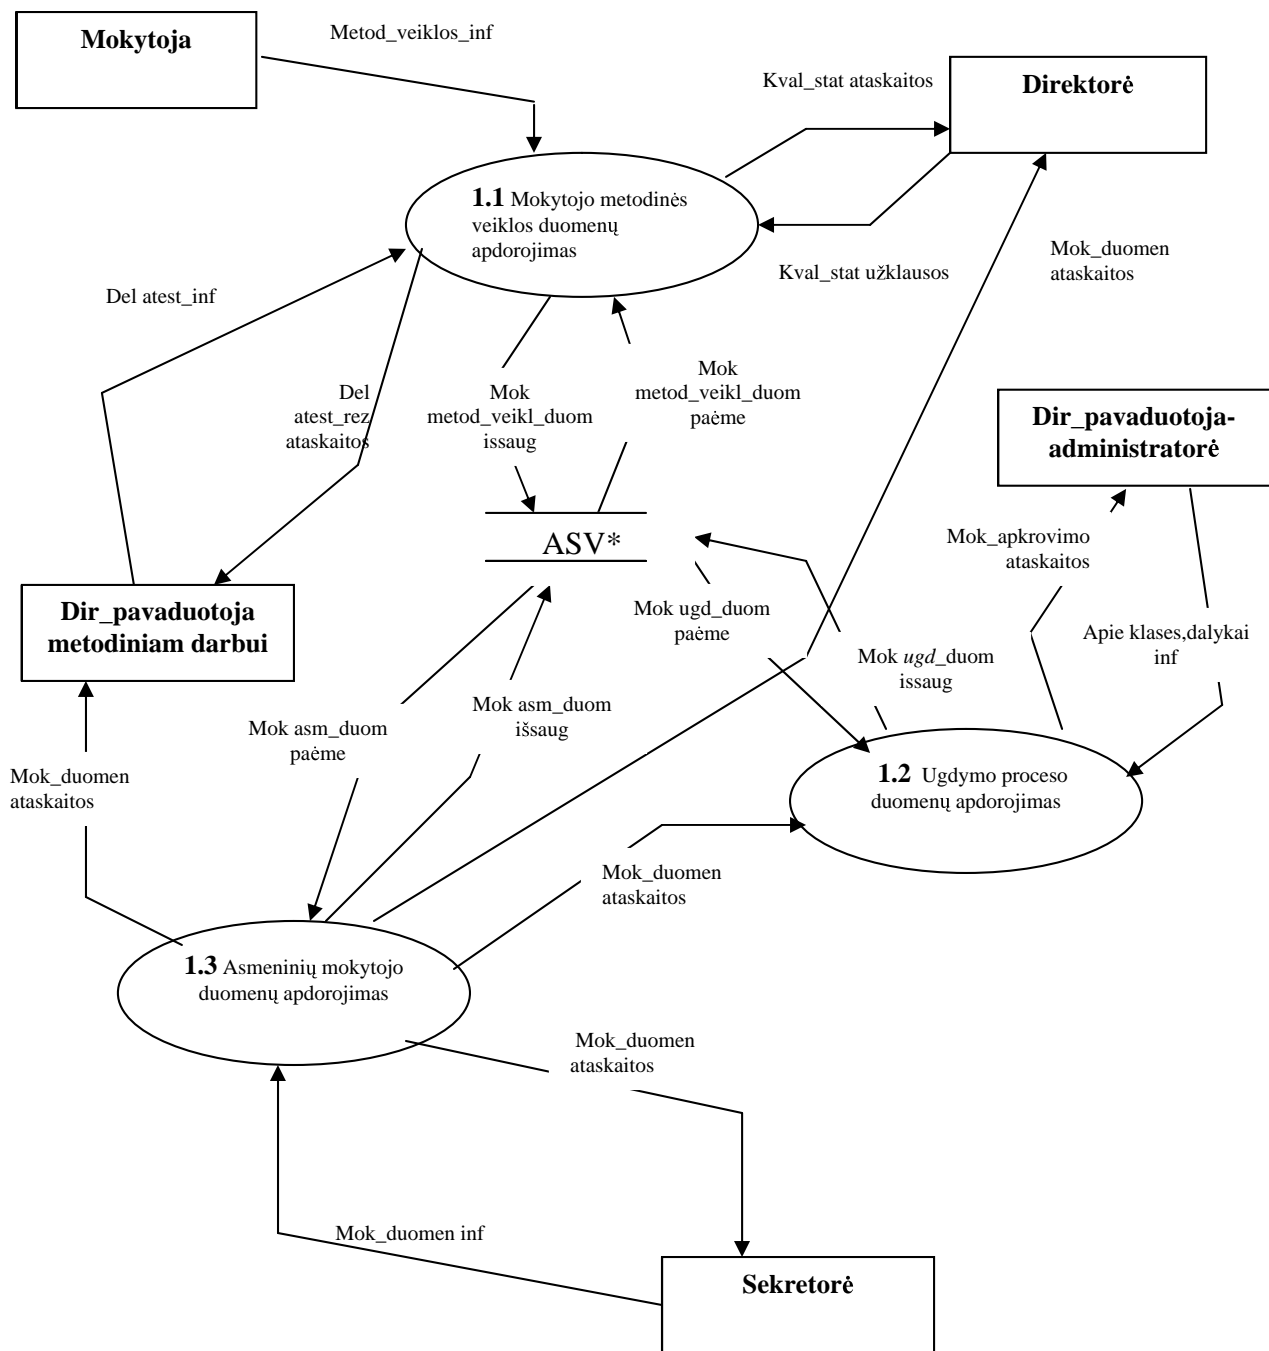 Mokytoja
Metod_veiklos_inf
Kval_stat ataskaitos
Direktorė
1.1 Mokytojo metodinės
veiklos duomenų
apdorojimas
Kval_stat užklausos
Mok_duomen
ataskaitos
Del atest_inf
Del
atest_rez
ataskaitos
Mok
metod_veikl_duom
issaug
Mok
metod_veikl_duom
paėme
Dir_pavaduotoja-
administratorė
ASV*
Mok_apkrovimo
ataskaitos
Dir_pavaduotoja
metodiniam darbui
Mok ugd_duom
paėme
Mok ugd_duom
issaug
Apie klases,dalykai
inf
Mok asm_duom
paėme
Mok asm_duom
išsaug
Mok_duomen
ataskaitos
1.2 Ugdymo proceso
duomenų apdorojimas
Mok_duomen
ataskaitos
1.3 Asmeninių mokytojo
duomenų apdorojimas
Mok_duomen
ataskaitos
Mok_duomen inf
Sekretorė